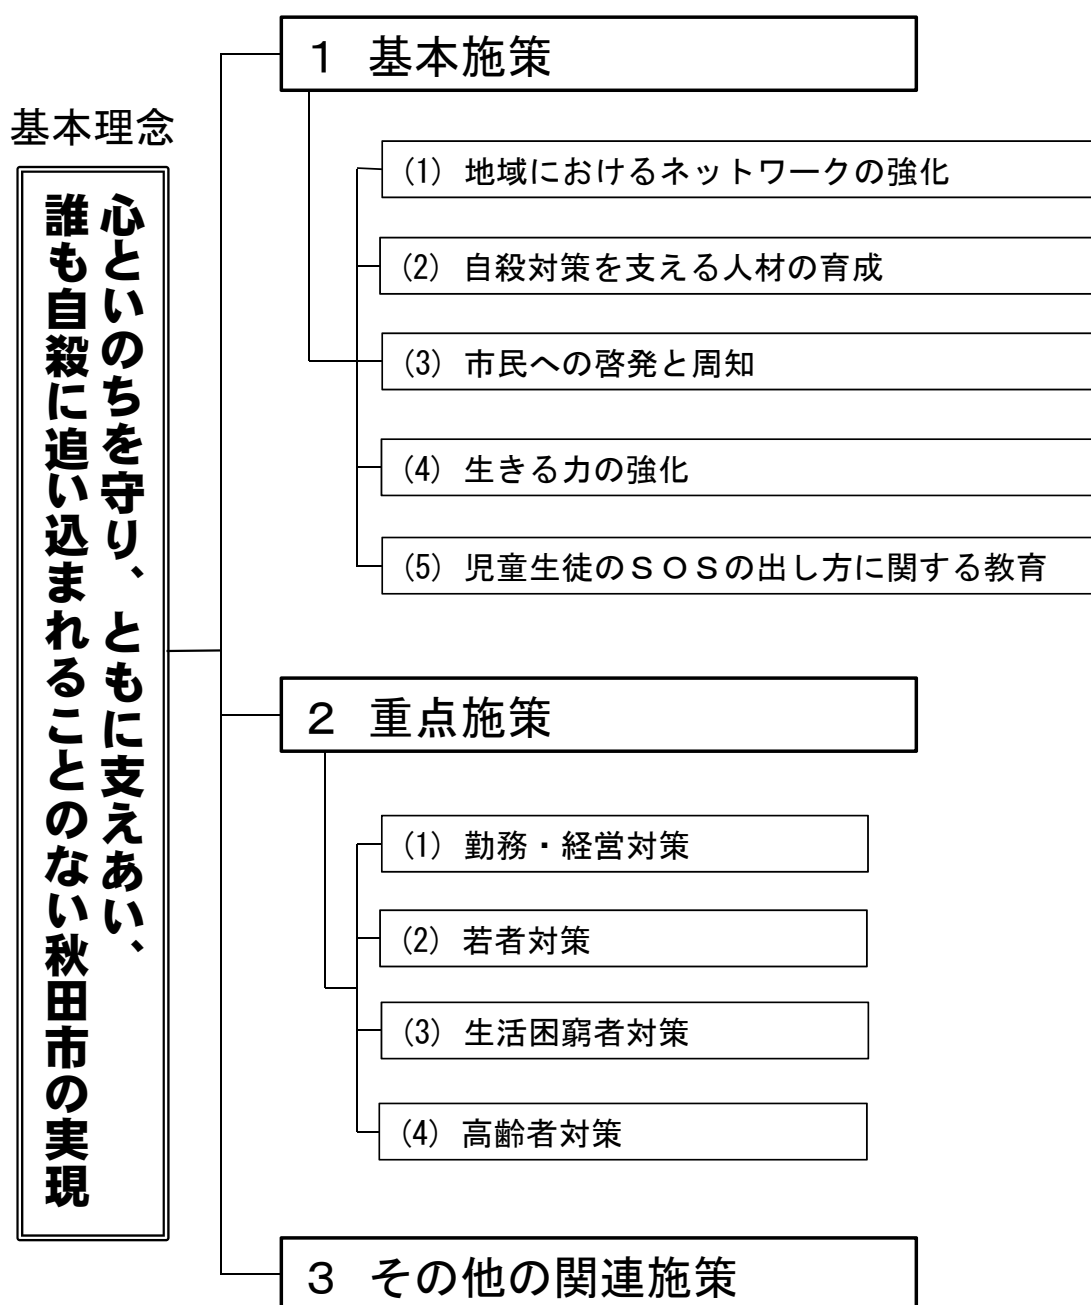 基本理念
心といのちを守り、ともに支えあい、
誰も自殺に追い込まれることのない秋田市の実現
１ 基本施策
(1) 地域におけるネットワークの強化
(2) 自殺対策を支える人材の育成
(3) 市民への啓発と周知
(4) 生きる力の強化
(5) 児童生徒のＳＯＳの出し方に関する教育
２ 重点施策
(1) 勤務・経営対策
(2) 若者対策
(3) 生活困窮者対策
(4) 高齢者対策
３ その他の関連施策